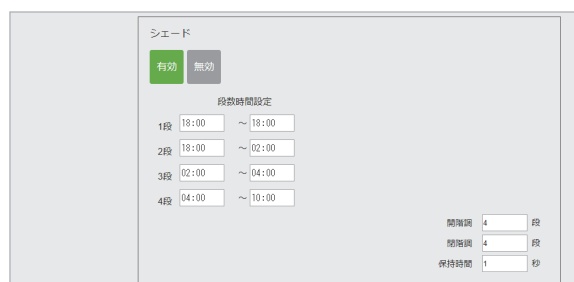 シェード
有効 無効
段数時間設定
1段 18:00 ～ 18:00
2段 18:00 ～ 02:00
3段 02:00 ～ 04:00
4段 04:00 ～ 10:00
開階調 4 段
閉階調 4 段
保持時間 1 秒